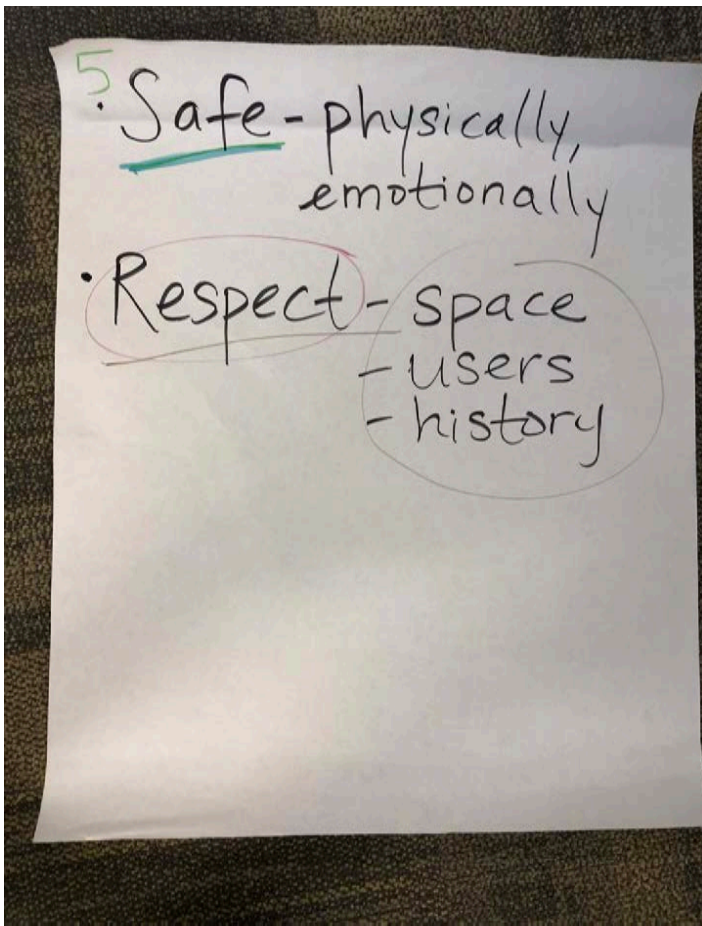 5
· Safe - physically,
emotionally
· Respect - space
- users
- history